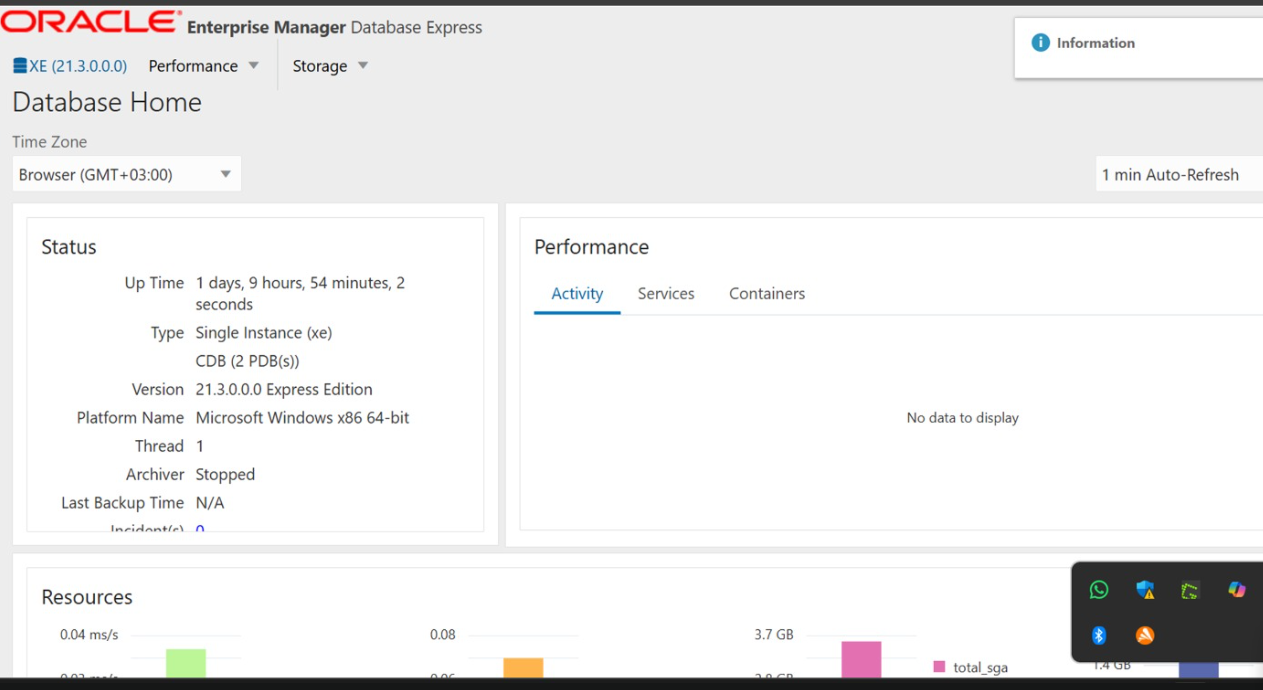 ORACLE Enterprise Manager Database Express
XE (21.3.0.0.0) Performance Storage
Information
Database Home
Time Zone
Browser (GMT+03:00)
1 min Auto-Refresh
Status
Up Time 1 days, 9 hours, 54 minutes, 2
seconds
Type Single Instance (xe)
CDB (2 PDB(s))
Version 21.3.0.0.0 Express Edition
Platform Name Microsoft Windows x86 64-bit
Thread 1
Archiver Stopped
Last Backup Time N/A
Incident(s) 0
Performance
Activity Services Containers
No data to display
Resources
0.04 ms/s
0.08
3.7 GB
total_sga
1.4 GB